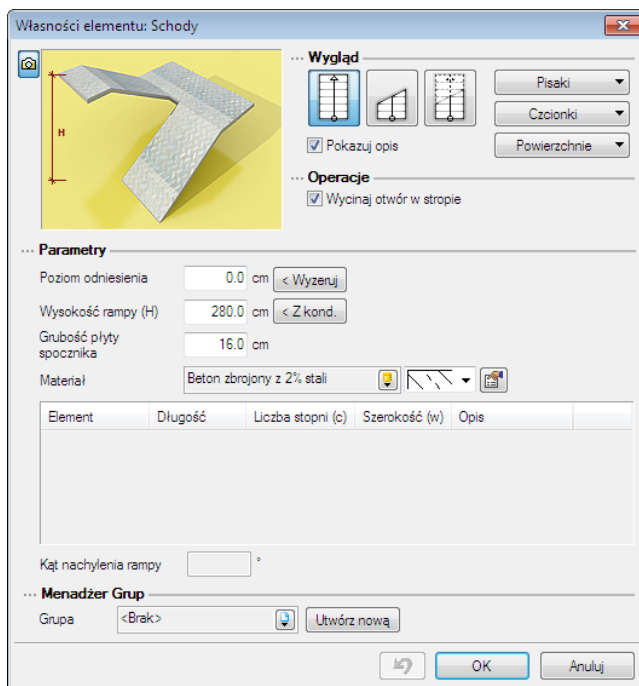 Własności elementu: Schody
H
Wygląd
Pisaki
Czcionki
Pokazuj opis
Powierzchnie
Operacje
Wycinaj otwór w stropie
Parametry
Poziom odniesienia 0.0 cm < Wyzeruj
Wysokość rampy (H) 280.0 cm < Z kond.
Grubość płyty
spocznika 16.0 cm
Materiał Beton zbrojony z 2% stali
Element Długość Liczba stopni (c) Szerokość (w) Opis
Kąt nachylenia rampy °
Menadżer Grup
Grupa <Brak> Utwórz nową
OK Anuluj